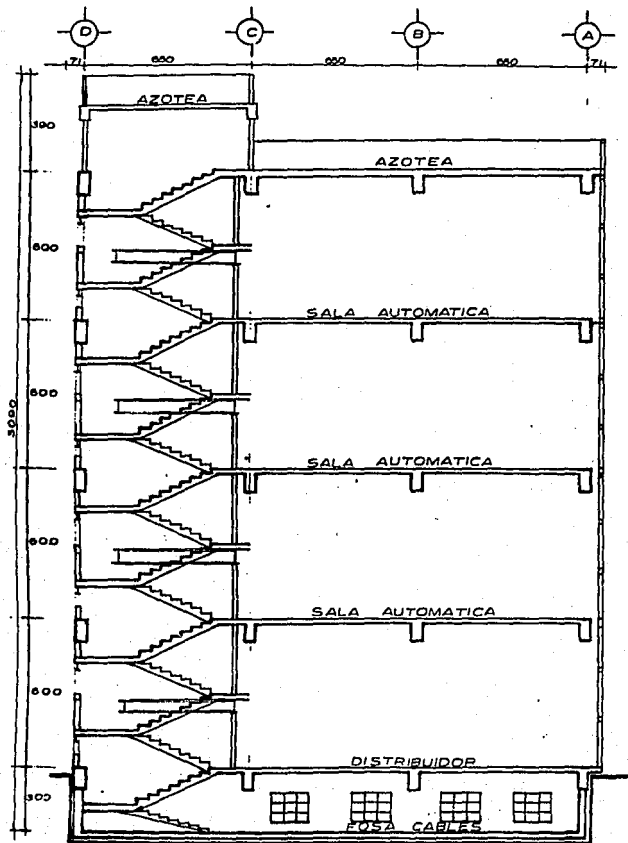 D C B A
71 650 650 650 71
AZOTEA
390
AZOTEA
600
SALA AUTOMATICA
600
3090
SALA AUTOMATICA
600
SALA AUTOMATICA
600
DISTRIBUIDOR
300
FOSA CABLES